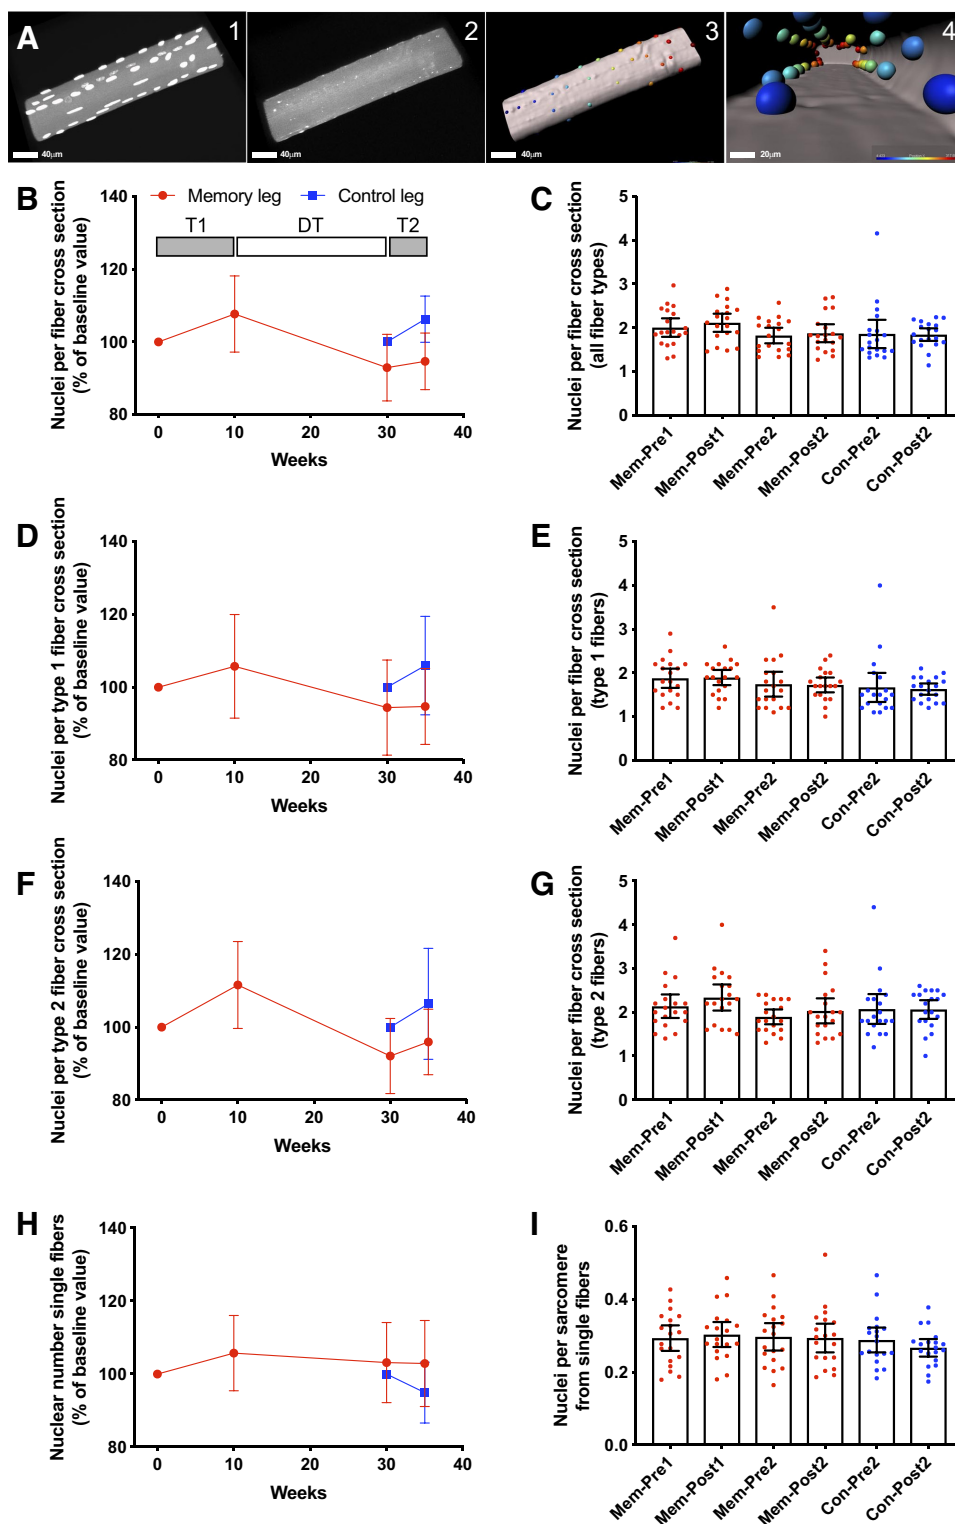 A
1
2
3
4
40µm
40µm
40µm
20µm
B
Nuclei per fiber cross section
(% of baseline value)
140
120
100
80
Memory leg
Control leg
T1
DT
T2
0
10
20
30
40
Weeks
C
Nuclei per fiber cross section
(all fiber types)
5
4
3
2
1
0
Mem-Pre1
Mem-Post1
Mem-Pre2
Mem-Post2
Con-Pre2
Con-Post2
D
Nuclei per type 1 fiber cross section
(% of baseline value)
140
120
100
80
0
10
20
30
40
Weeks
E
Nuclei per fiber cross section
(type 1 fibers)
5
4
3
2
1
0
Mem-Pre1
Mem-Post1
Mem-Pre2
Mem-Post2
Con-Pre2
Con-Post2
F
Nuclei per type 2 fiber cross section
(% of baseline value)
140
120
100
80
0
10
20
30
40
Weeks
G
Nuclei per fiber cross section
(type 2 fibers)
5
4
3
2
1
0
Mem-Pre1
Mem-Post1
Mem-Pre2
Mem-Post2
Con-Pre2
Con-Post2
H
Nuclear number single fibers
(% of baseline value)
140
120
100
80
0
10
20
30
40
Weeks
I
Nuclei per sarcomere
from single fibers
0.6
0.4
0.2
0.0
Mem-Pre1
Mem-Post1
Mem-Pre2
Mem-Post2
Con-Pre2
Con-Post2